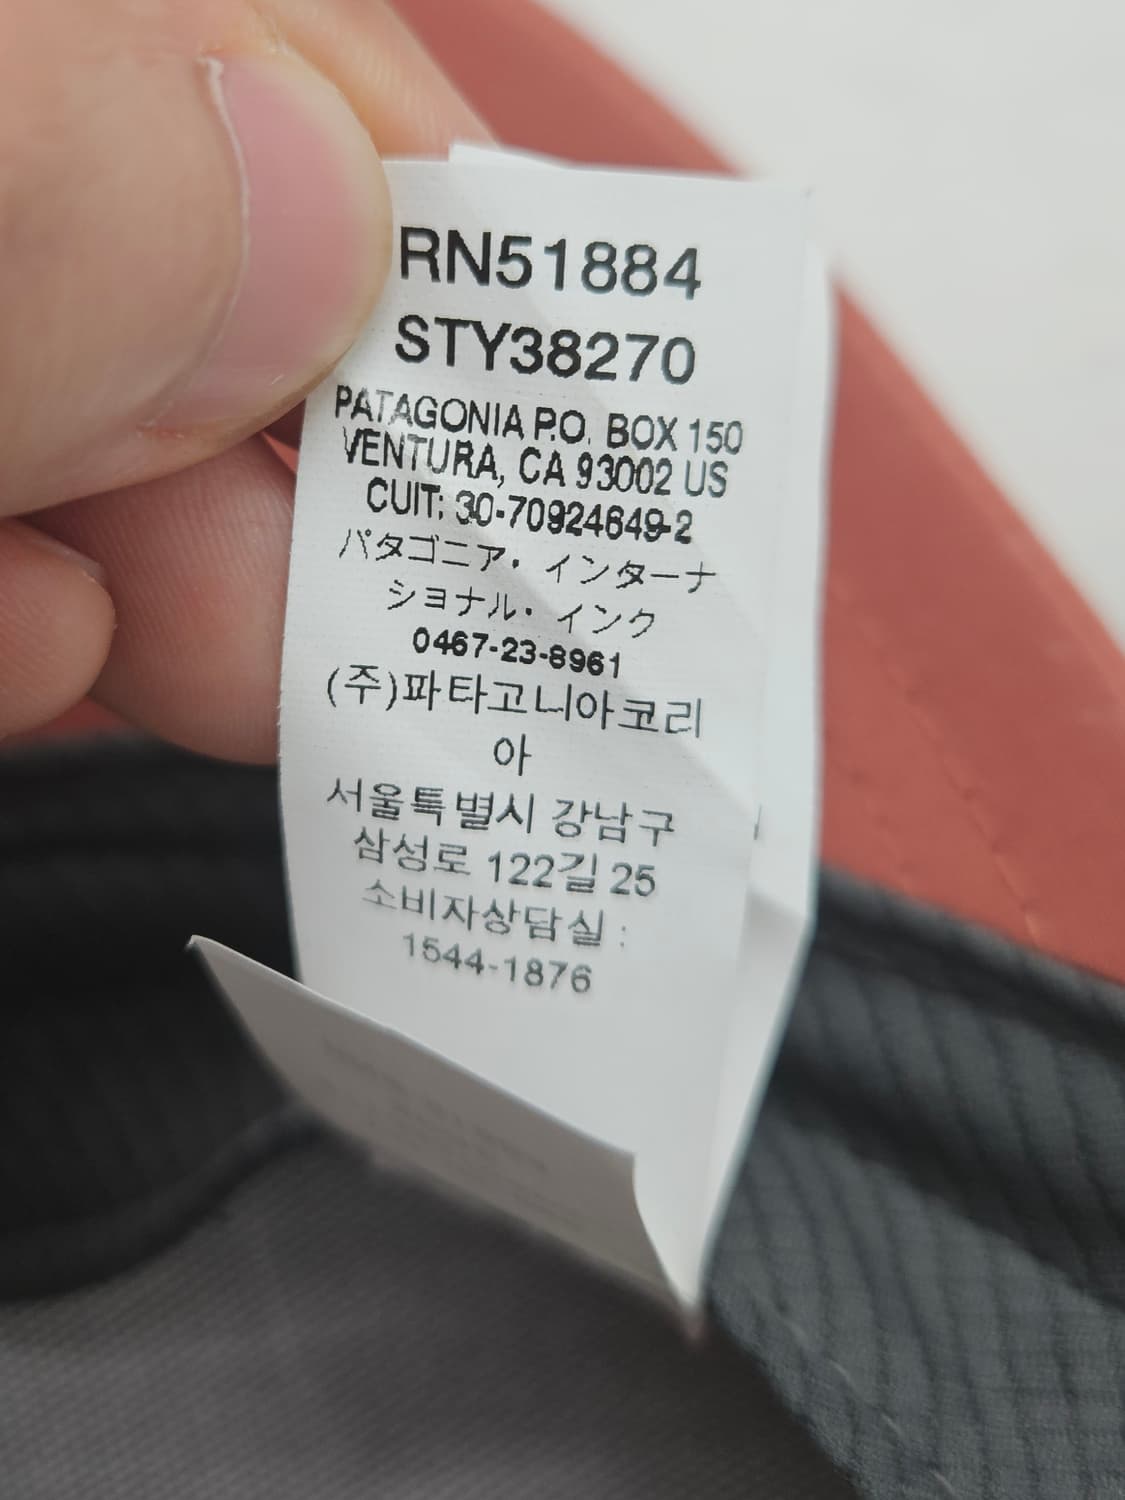 RN51884
STY38270
PATAGONIA P.O. BOX 150
VENTURA, CA 93002 US
CUIT: 30-70924649-2
パタゴニア・インターナ
ショナル・インク
0467-23-8961
(주)파타고니아코리
아
서울특별시 강남구
삼성로 122길 25
소비자상담실 :
1544-1876